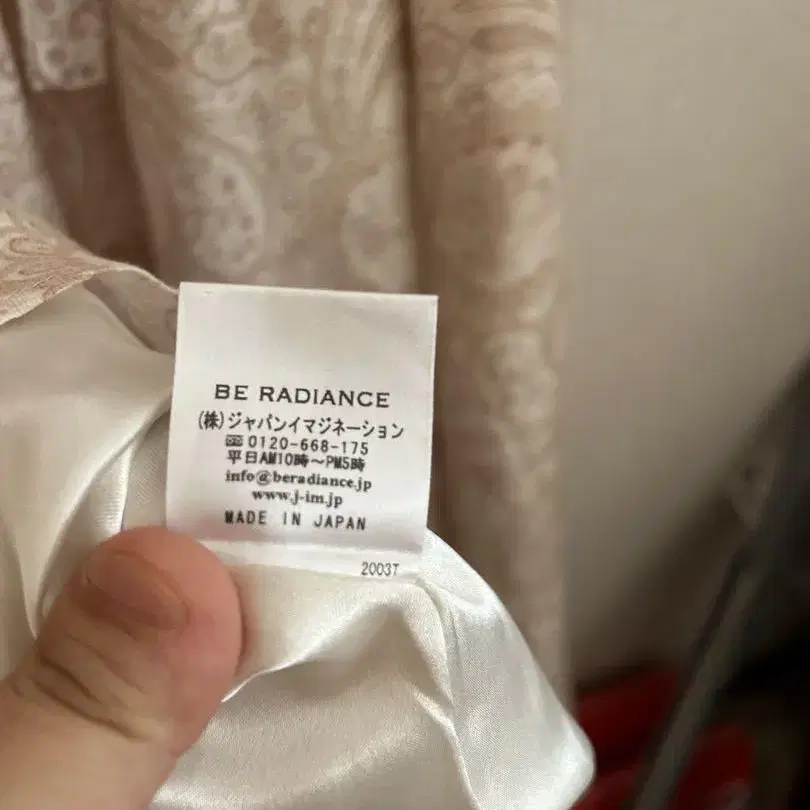 BE RADIANCE
(株)ジャパンイマジネーション
0120-668-175
平日AM10時～PM5時
info@beradiance.jp
www.j-im.jp
MADE IN JAPAN
2003T